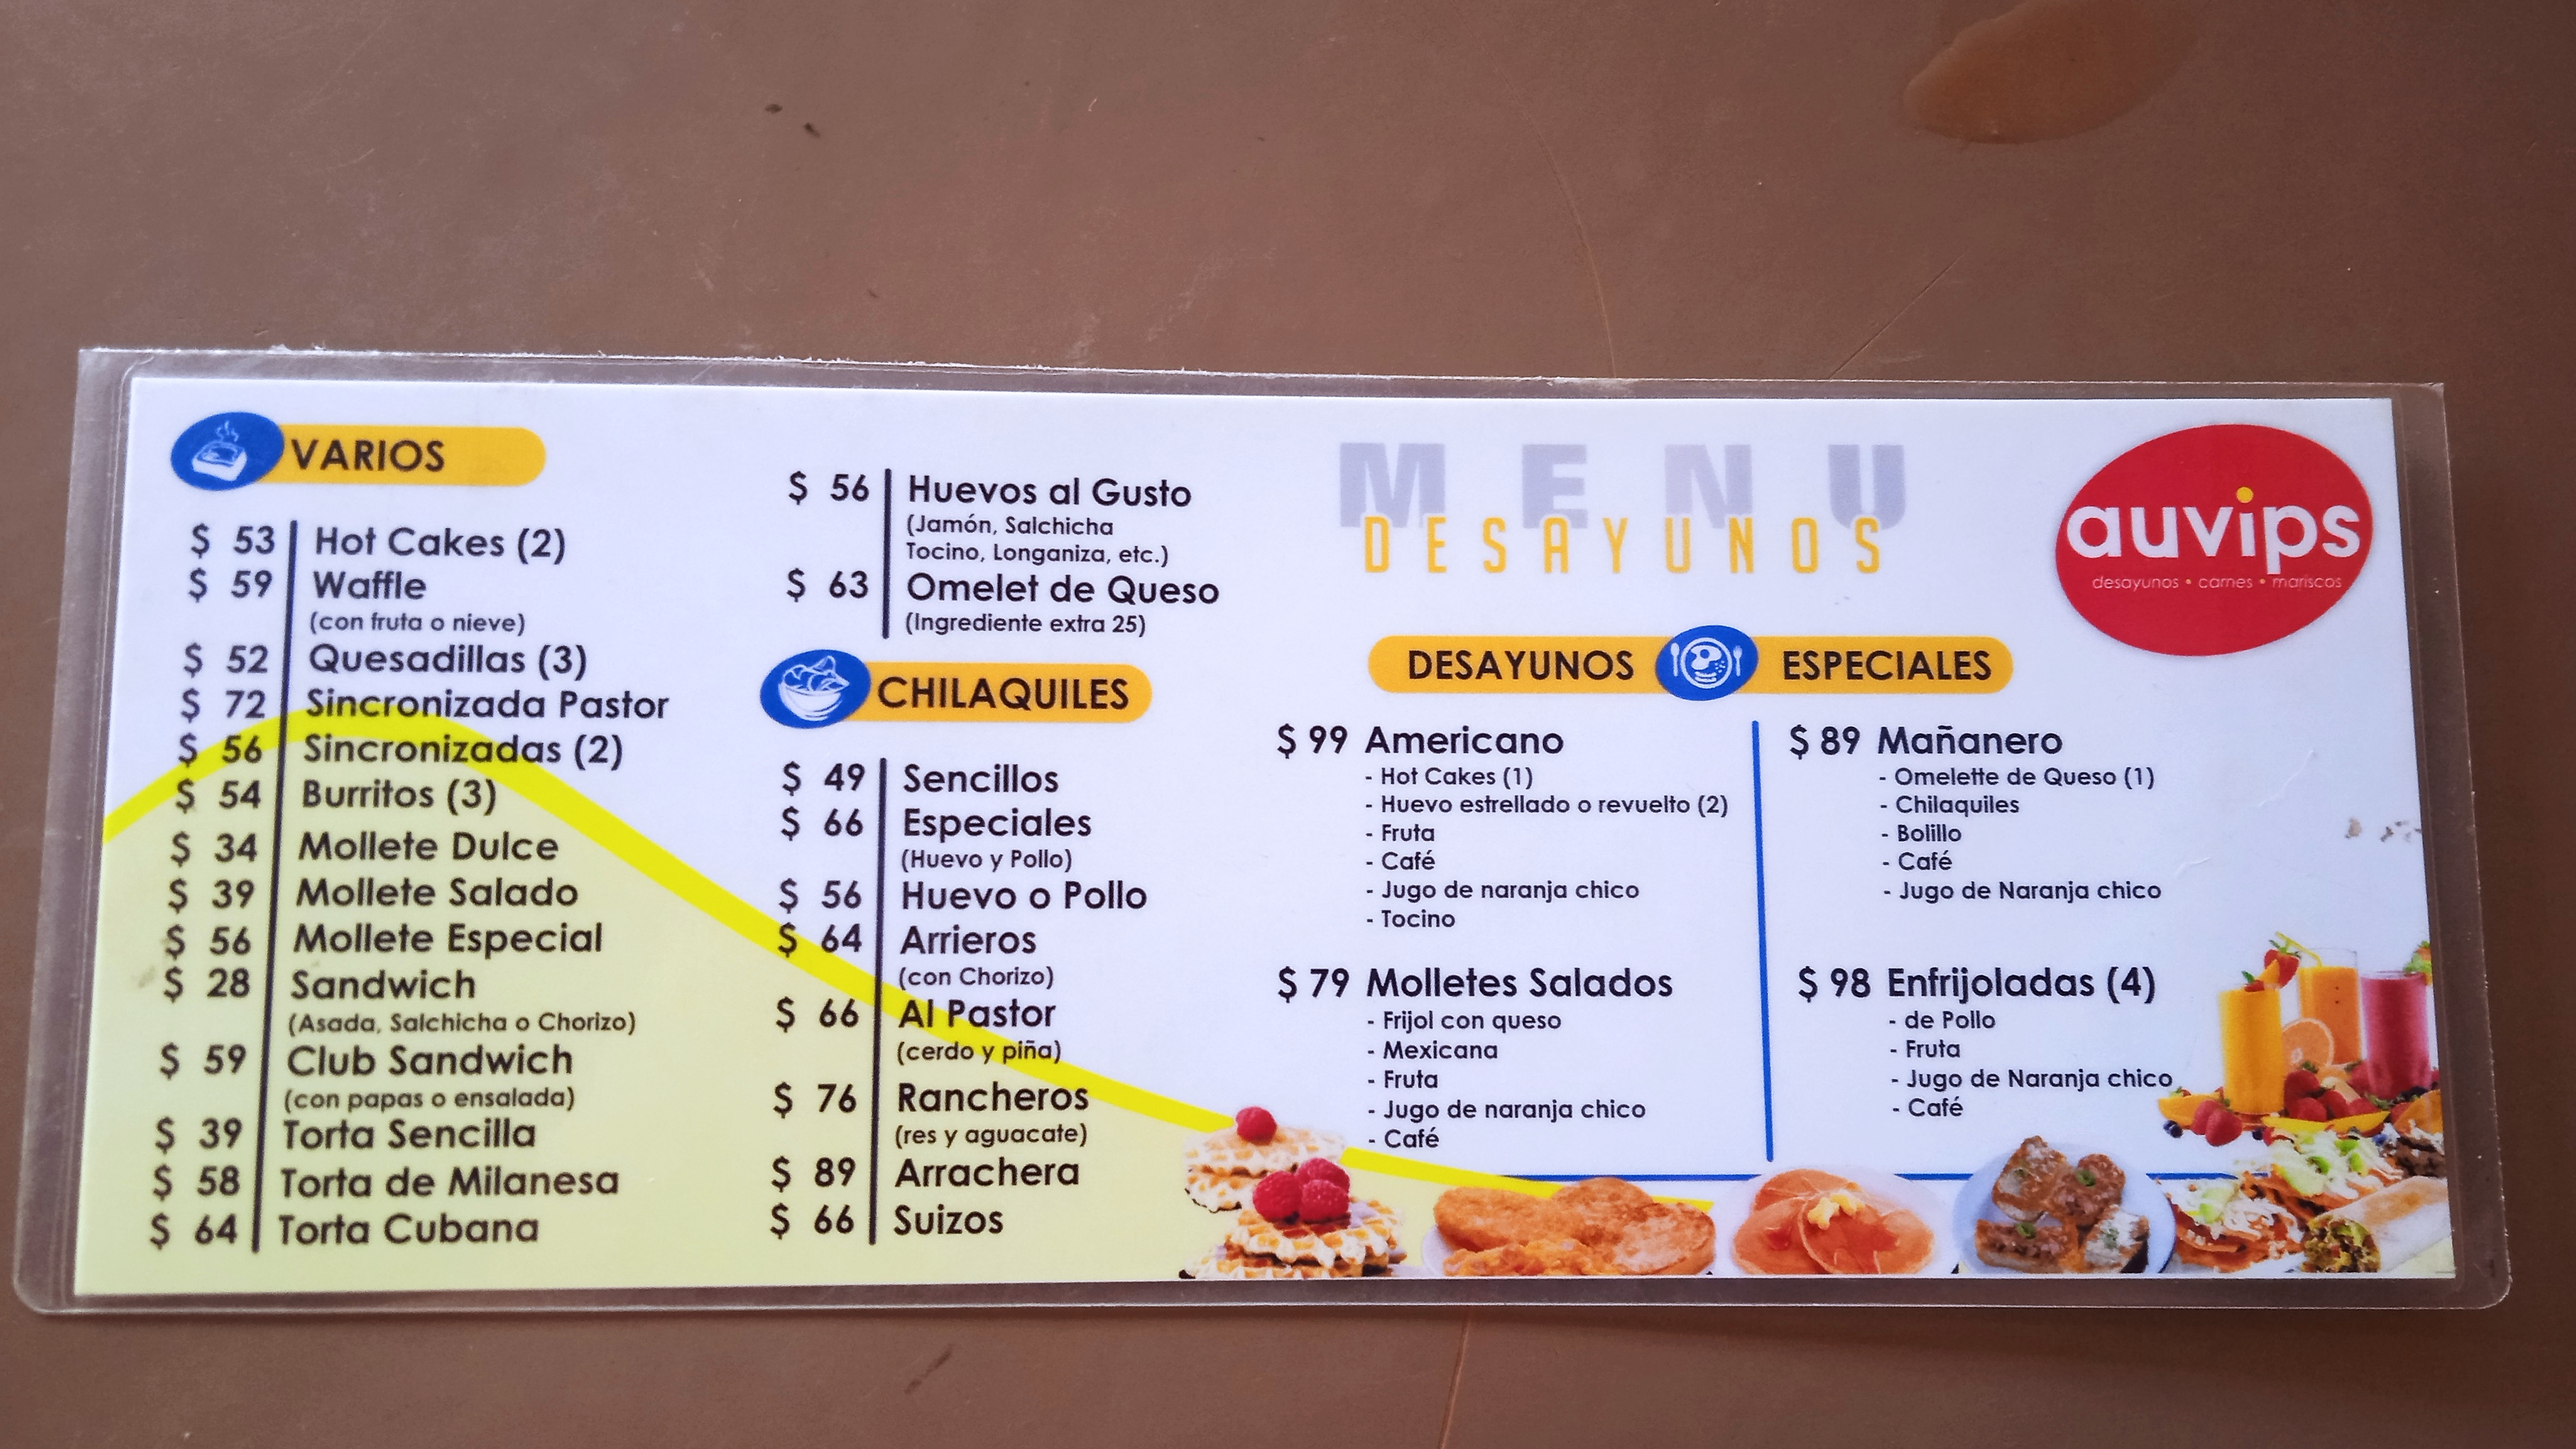 VARIOS
$ 53 Hot Cakes (2)
$ 59 Waffle
(con fruta o nieve)
$ 52 Quesadillas (3)
$ 72 Sincronizada Pastor
$ 56 Sincronizadas (2)
$ 54 Burritos (3)
$ 34 Mollete Dulce
$ 39 Mollete Salado
$ 56 Mollete Especial
$ 28 Sandwich
(Asada, Salchicha o Chorizo)
$ 59 Club Sandwich
(con papas o ensalada)
$ 39 Torta Sencilla
$ 58 Torta de Milanesa
$ 64 Torta Cubana
$ 56 Huevos al Gusto
(Jamón, Salchicha
Tocino, Longaniza, etc.)
$ 63 Omelet de Queso
(Ingrediente extra 25)
CHILAQUILES
$ 49 Sencillos
$ 66 Especiales
(Huevo y Pollo)
$ 56 Huevo o Pollo
$ 64 Arrieros
(con Chorizo)
$ 66 Al Pastor
(cerdo y piña)
$ 76 Rancheros
(res y aguacate)
$ 89 Arrachera
$ 66 Suizos
MENU
DESAYUNOS
auvips
desayunos • carnes • mariscos
DESAYUNOS ESPECIALES
$ 99 Americano
- Hot Cakes (1)
- Huevo estrellado o revuelto (2)
- Fruta
- Café
- Jugo de naranja chico
- Tocino
$ 79 Molletes Salados
- Frijol con queso
- Mexicana
- Fruta
- Jugo de naranja chico
- Café
$ 89 Mañanero
- Omelette de Queso (1)
- Chilaquiles
- Bolillo
- Café
- Jugo de Naranja chico
$ 98 Enfrijoladas (4)
- de Pollo
- Fruta
- Jugo de Naranja chico
- Café